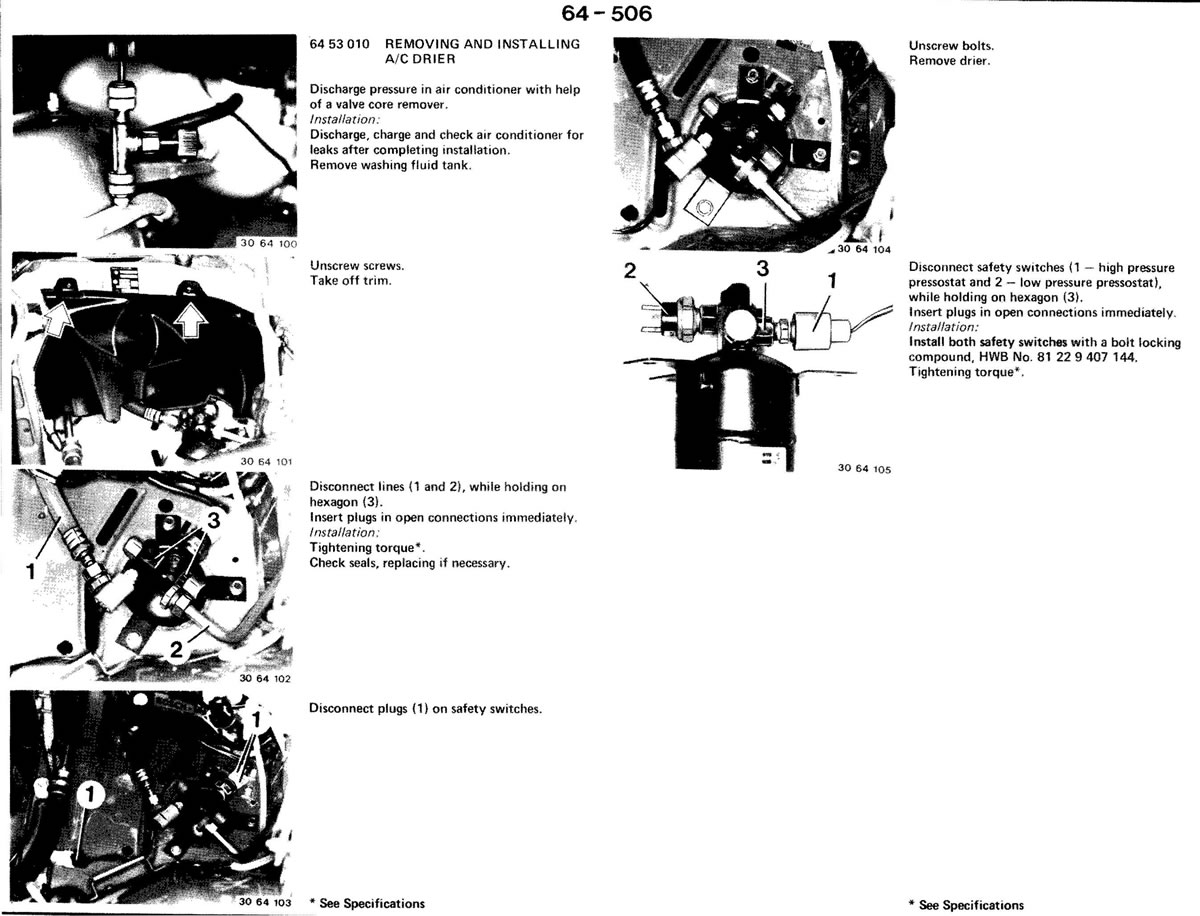 64 – 506
64 53 010 REMOVING AND INSTALLING
A/C DRIER
Discharge pressure in air conditioner with help
of a valve core remover.
Installation:
Discharge, charge and check air conditioner for
leaks after completing installation.
Remove washing fluid tank.
30 64 100
Unscrew screws.
Take off trim.
30 64 101
Disconnect lines (1 and 2), while holding on
hexagon (3).
Insert plugs in open connections immediately.
Installation:
Tightening torque*.
Check seals, replacing if necessary.
3
1
2
30 64 102
Disconnect plugs (1) on safety switches.
1
1
30 64 103
* See Specifications
Unscrew bolts.
Remove drier.
30 64 104
2
3
1
Disconnect safety switches (1 – high pressure
pressostat and 2 – low pressure pressostat),
while holding on hexagon (3).
Insert plugs in open connections immediately.
Installation:
Install both safety switches with a bolt locking
compound, HWB No. 81 22 9 407 144.
Tightening torque*.
30 64 105
* See Specifications